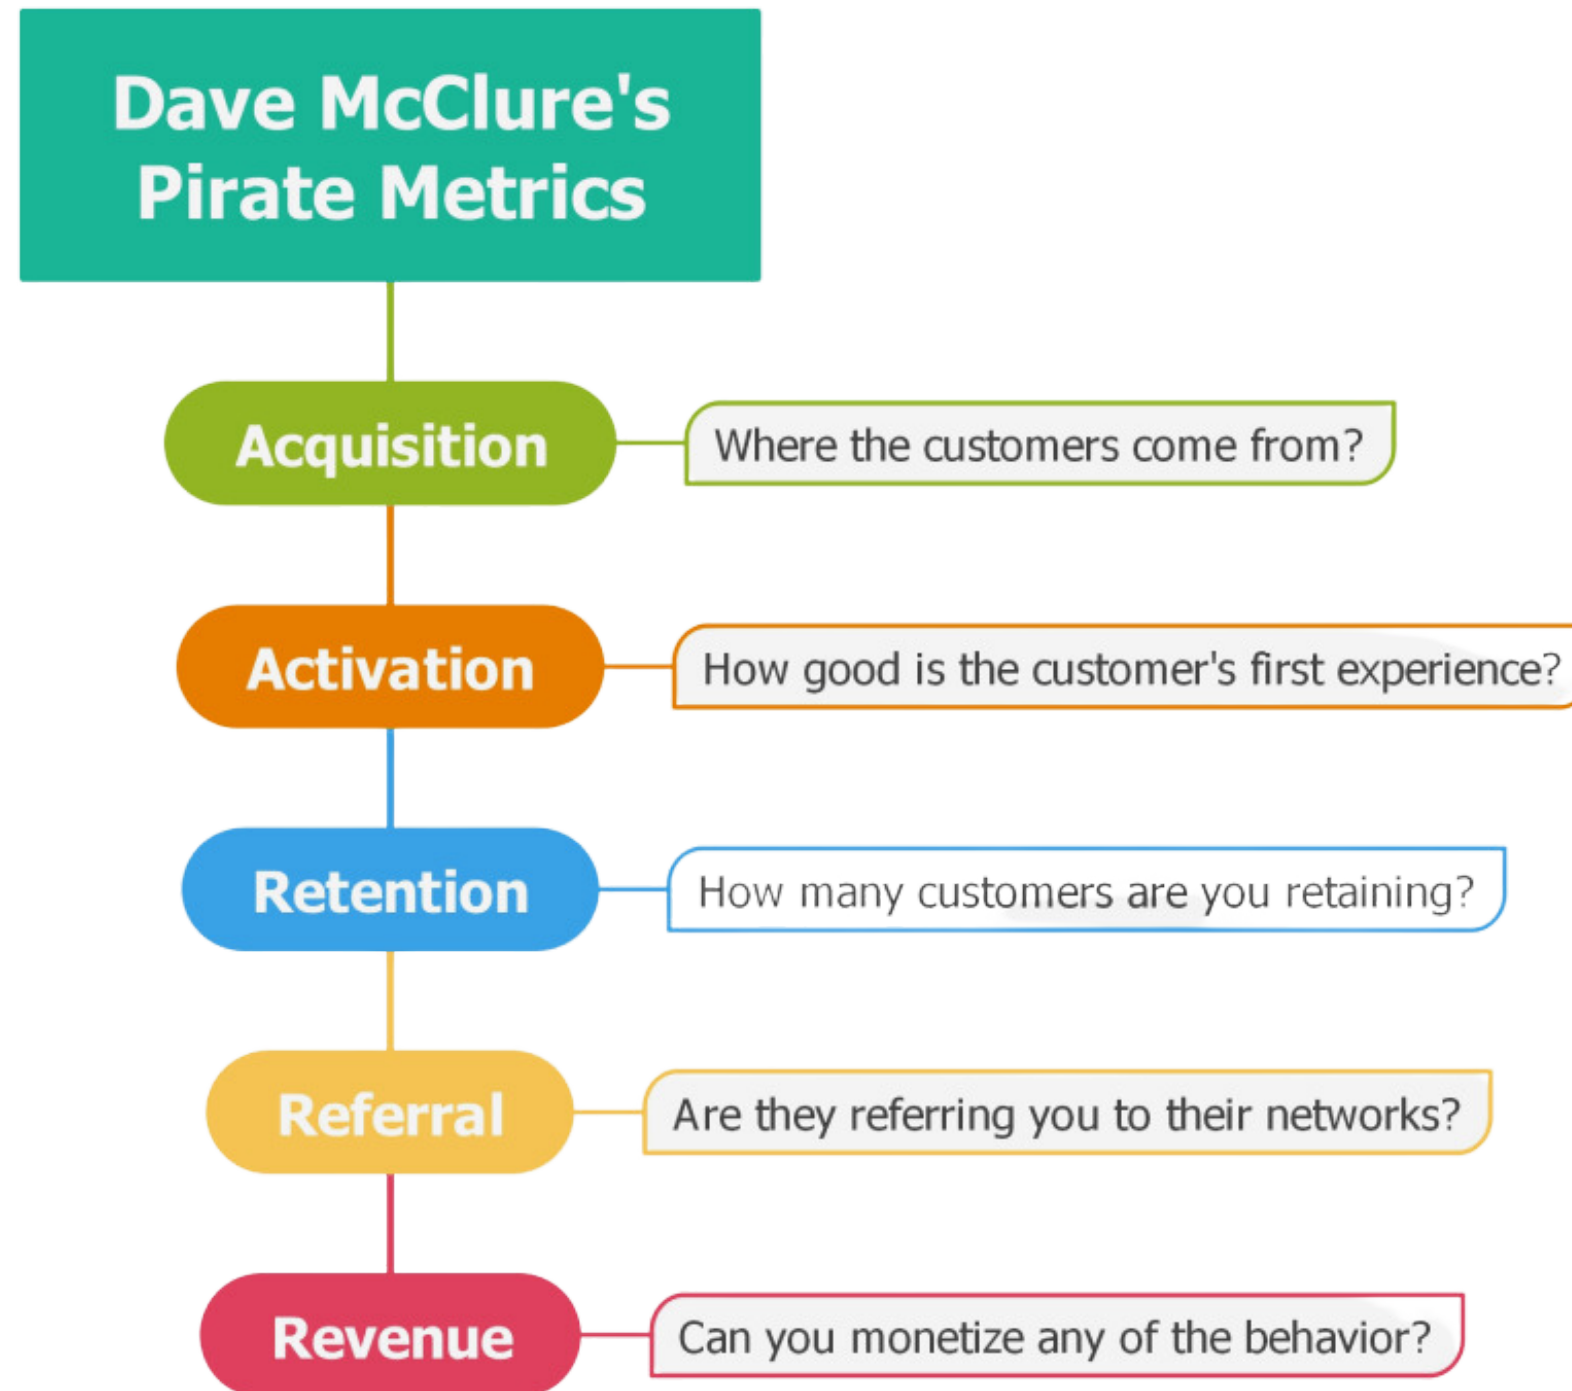 Dave McClure's
Pirate Metrics
Acquisition
Where the customers come from?
Activation
How good is the customer's first experience?
Retention
How many customers are you retaining?
Referral
Are they referring you to their networks?
Revenue
Can you monetize any of the behavior?